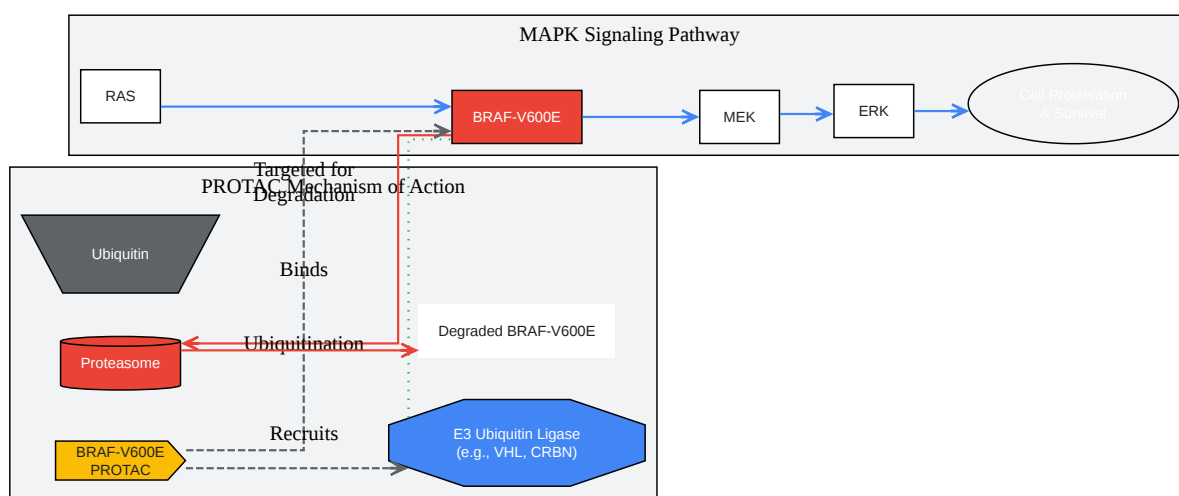 MAPK Signaling Pathway
RAS
BRAF-V600E
MEK
ERK
Cell Proliferation
& Survival
Targeted for
Degradation
PROTAC Mechanism of Action
Ubiquitin
Binds
Degraded BRAF-V600E
Ubiquitination
Proteasome
Recruits
E3 Ubiquitin Ligase
(e.g., VHL, CRBN)
BRAF-V600E
PROTAC